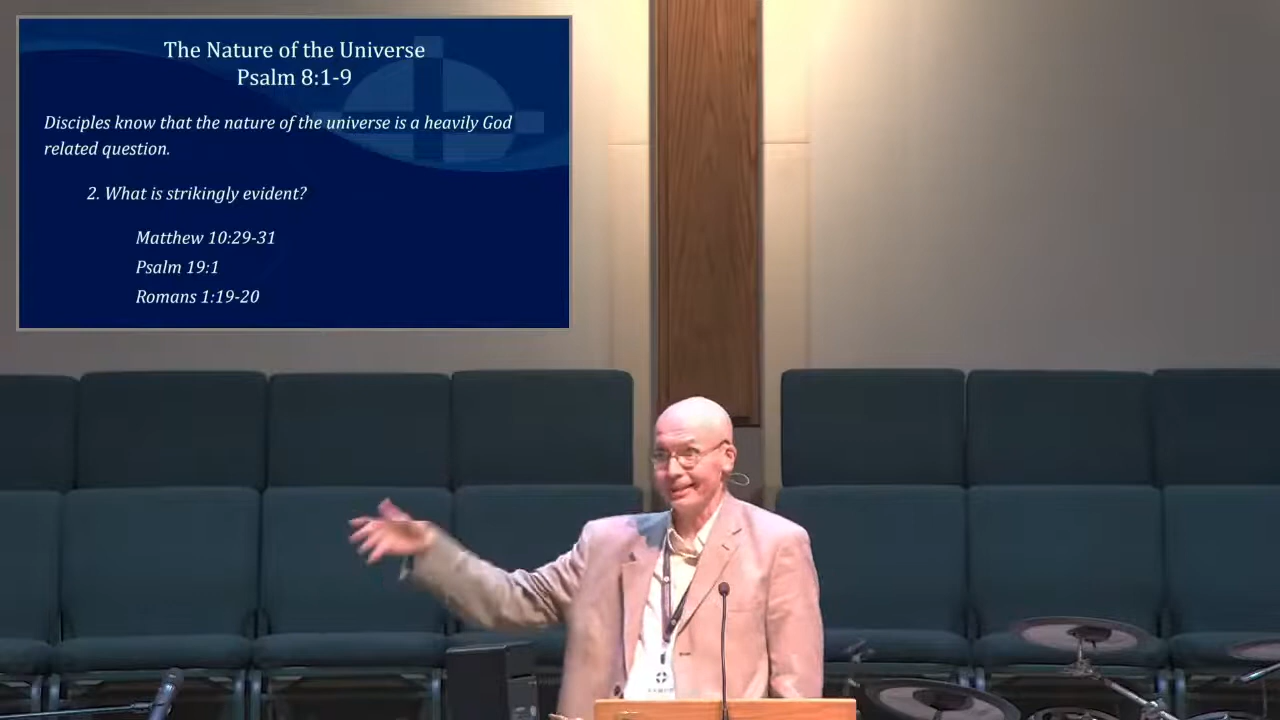 The Nature of the Universe
Psalm 8:1-9
Disciples know that the nature of the universe is a heavily God
related question.
2. What is strikingly evident?
Matthew 10:29-31
Psalm 19:1
Romans 1:19-20